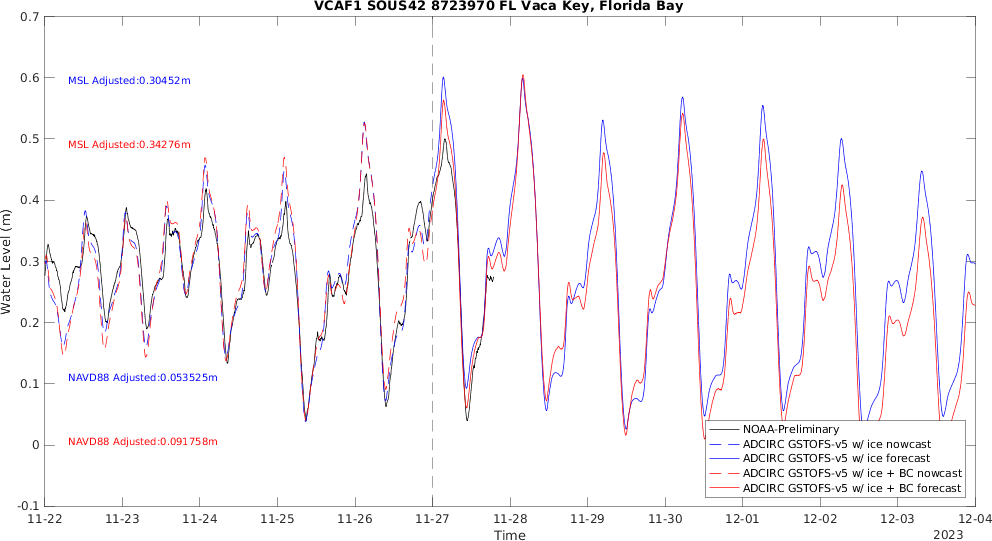 VCAF1 SOUS42 8723970 FL Vaca Key, Florida Bay
0.7
0.6
0.5
0.4
0.3
0.2
0.1
0
-0.1
Water Level (m)
MSL Adjusted:0.30452m
MSL Adjusted:0.34276m
NAVD88 Adjusted:0.053525m
NAVD88 Adjusted:0.091758m
NOAA-Preliminary
ADCIRC GSTOFS-v5 w/ ice nowcast
ADCIRC GSTOFS-v5 w/ ice forecast
ADCIRC GSTOFS-v5 w/ ice + BC nowcast
ADCIRC GSTOFS-v5 w/ ice + BC forecast
11-22 11-23 11-24 11-25 11-26 11-27 11-28 11-29 11-30 12-01 12-02 12-03 12-04
Time
2023